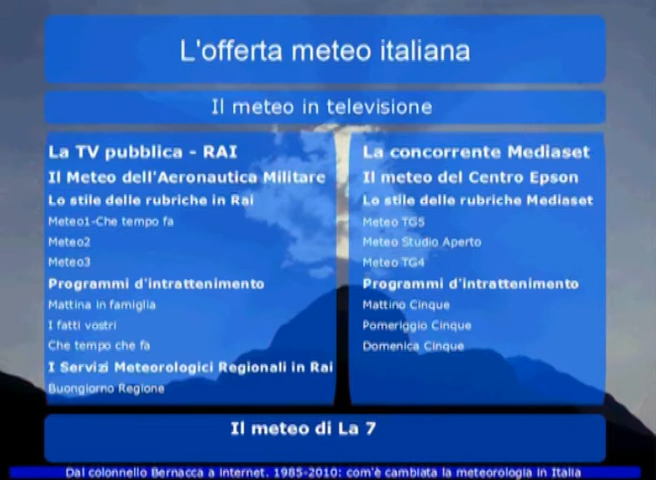 L'offerta meteo italiana
Il meteo in televisione
La TV pubblica - RAI
Il Meteo dell'Aeronautica Militare
Lo stile delle rubriche in Rai
Meteo1-Che tempo fa
Meteo2
Meteo3
Programmi d'intrattenimento
Mattina in famiglia
I fatti vostri
Che tempo che fa
I Servizi Meteorologici Regionali in Rai
Buongiorno Regione
La concorrente Mediaset
Il meteo del Centro Epson
Lo stile delle rubriche Mediaset
Meteo TG5
Meteo Studio Aperto
Meteo TG4
Programmi d'intrattenimento
Mattino Cinque
Pomeriggio Cinque
Domenica Cinque
Il meteo di La 7
Dal colonnello Bernacca a internet. 1985-2010: com'è cambiata la meteorologia in Italia